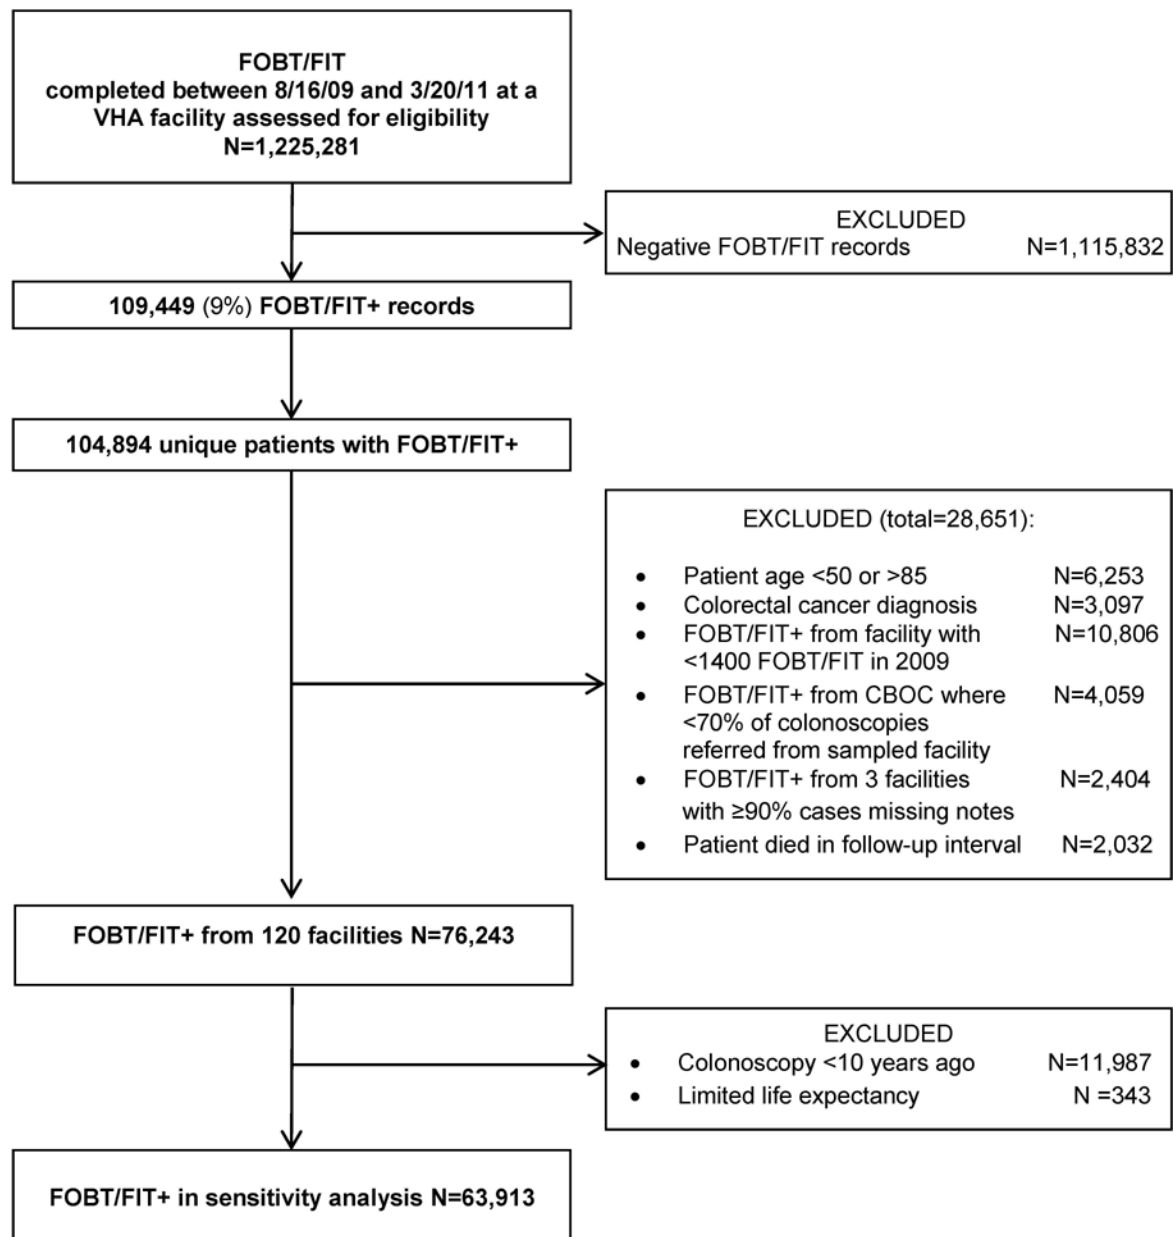 FOBT/FIT
completed between 8/16/09 and 3/20/11 at a
VHA facility assessed for eligibility
N=1,225,281
EXCLUDED
Negative FOBT/FIT records N=1,115,832
109,449 (9%) FOBT/FIT+ records
104,894 unique patients with FOBT/FIT+
EXCLUDED (total=28,651):
• Patient age <50 or >85 N=6,253
• Colorectal cancer diagnosis N=3,097
• FOBT/FIT+ from facility with N=10,806
<1400 FOBT/FIT in 2009
• FOBT/FIT+ from CBOC where N=4,059
<70% of colonoscopies
referred from sampled facility
• FOBT/FIT+ from 3 facilities N=2,404
with ≥90% cases missing notes
• Patient died in follow-up interval N=2,032
FOBT/FIT+ from 120 facilities N=76,243
EXCLUDED
• Colonoscopy <10 years ago N=11,987
• Limited life expectancy N =343
FOBT/FIT+ in sensitivity analysis N=63,913